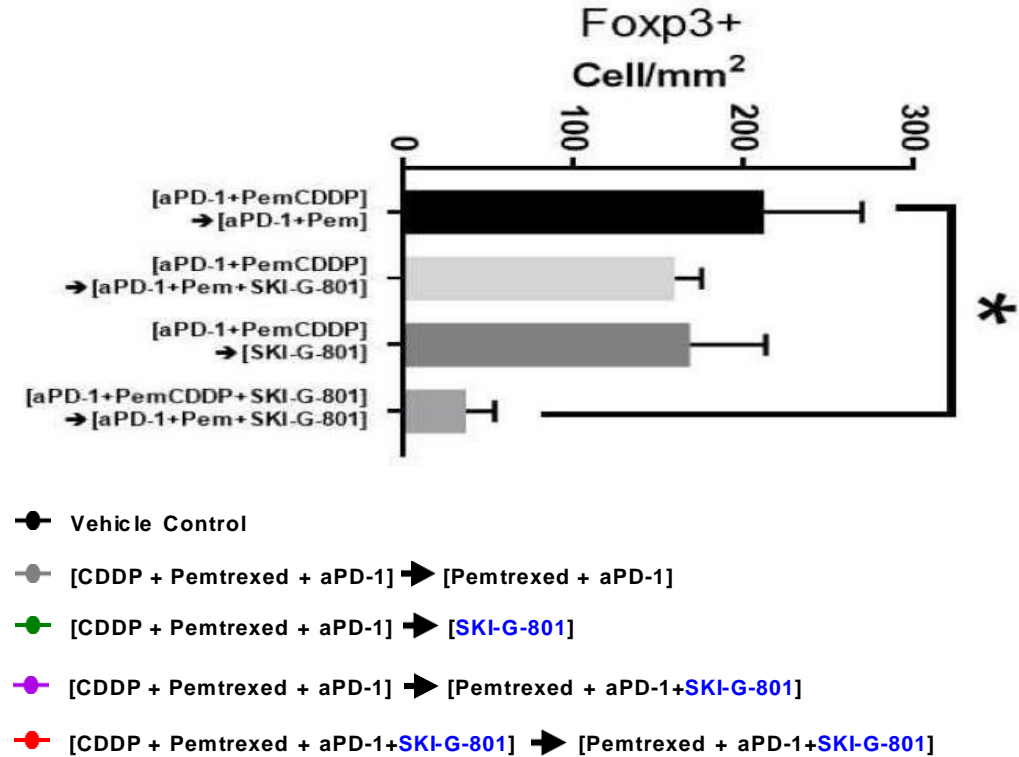 Foxp3+
Cell/mm²
0 100 200 300
[aPD-1+PemCDDP]
➔[aPD-1+Pem]
[aPD-1+PemCDDP]
➔[aPD-1+Pem+SKI-G-801]
[aPD-1+PemCDDP]
➔[SKI-G-801]
[aPD-1+PemCDDP+SKI-G-801]
➔[aPD-1+Pem+SKI-G-801]
*
Vehicle Control
[CDDP + Pemtrexed + aPD-1] ➔ [Pemtrexed + aPD-1]
[CDDP + Pemtrexed + aPD-1] ➔ [SKI-G-801]
[CDDP + Pemtrexed + aPD-1] ➔ [Pemtrexed + aPD-1+SKI-G-801]
[CDDP + Pemtrexed + aPD-1+SKI-G-801] ➔ [Pemtrexed + aPD-1+SKI-G-801]